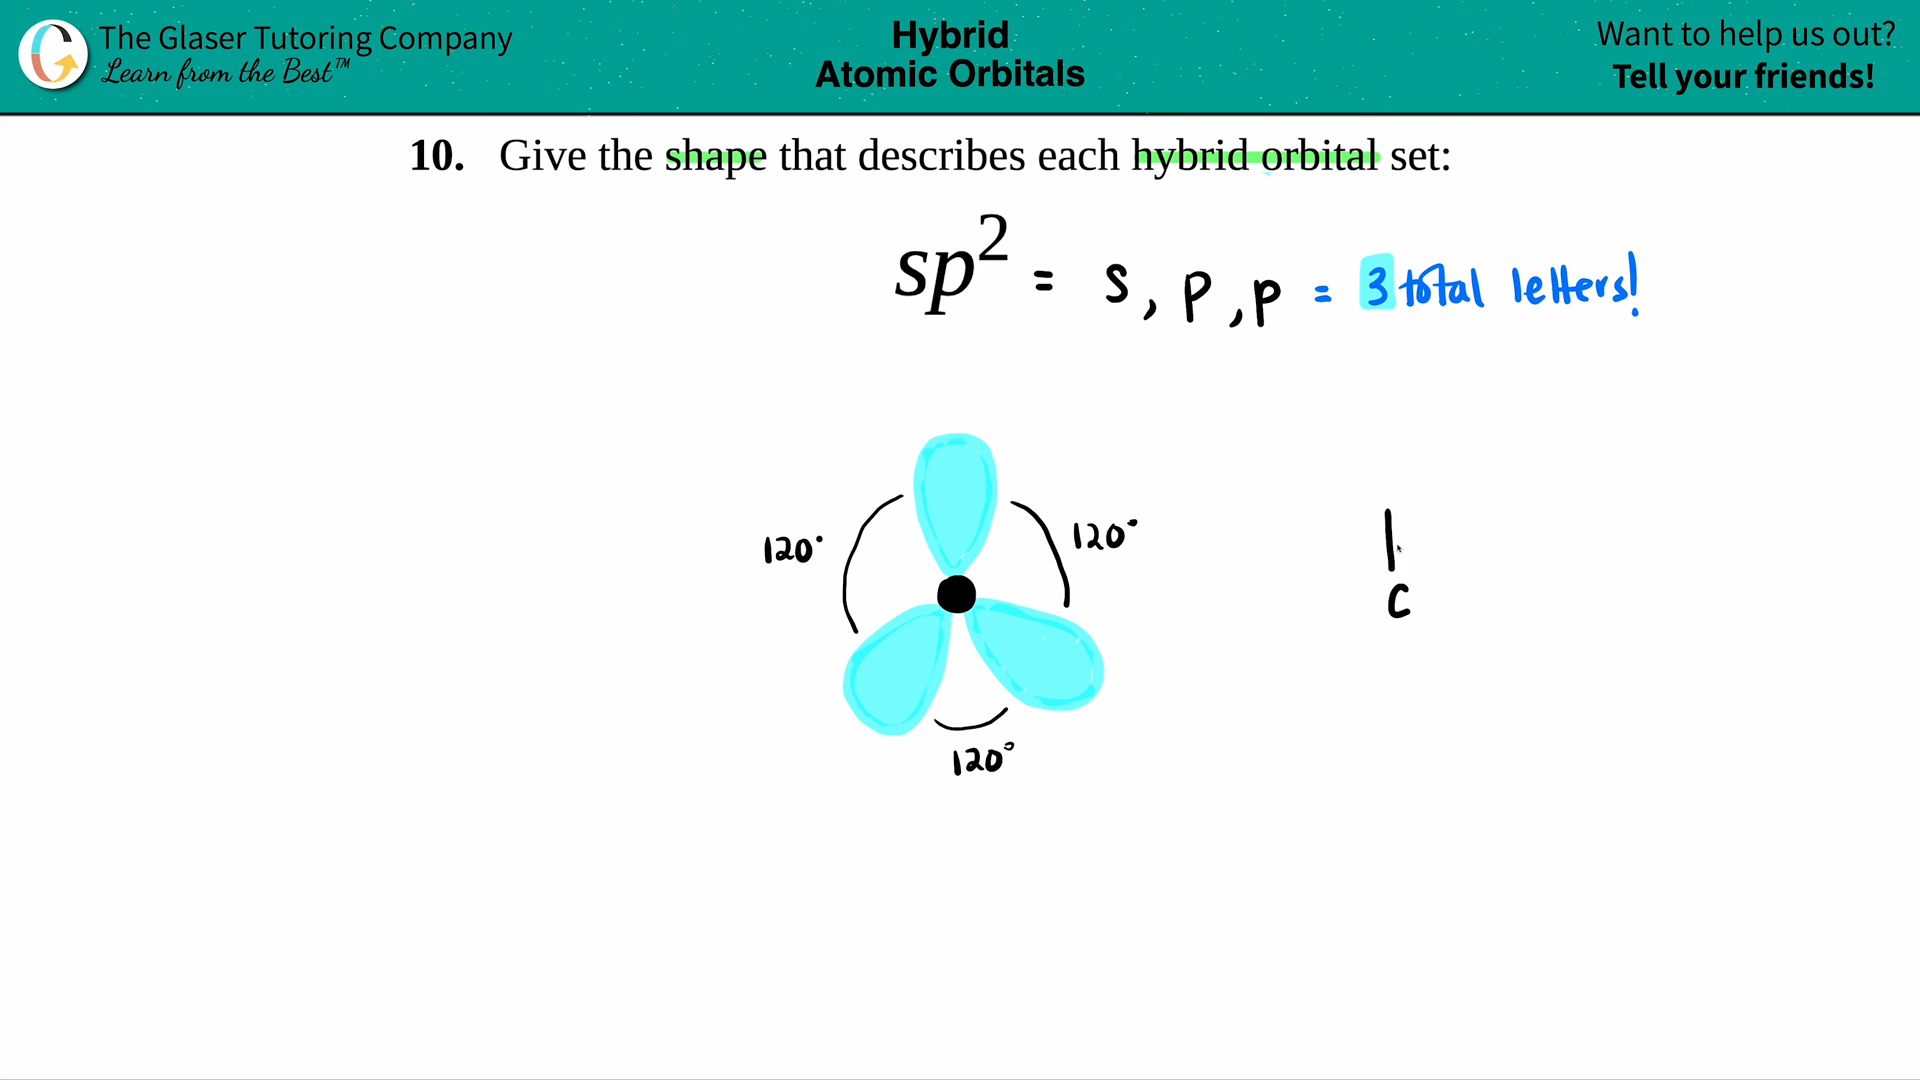 The Glaser Tutoring Company
Learn from the Best™
Hybrid
Atomic Orbitals
Want to help us out?
Tell your friends!
10. Give the shape that describes each hybrid orbital set:
sp² = s, p, p = 3 total letters!
120°
120°
120°
C